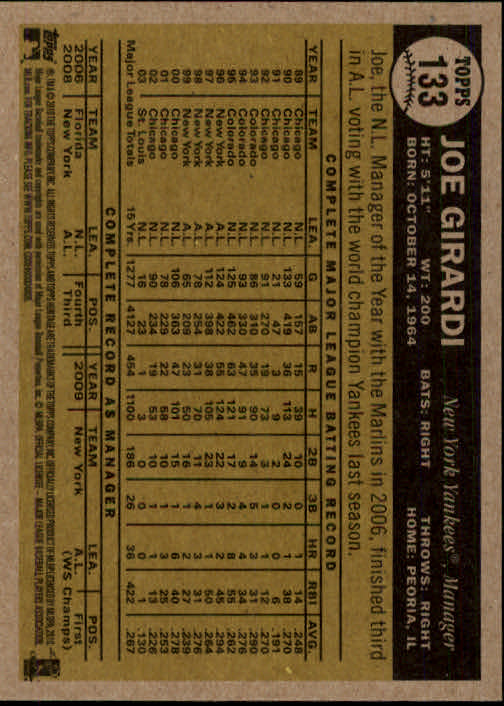 TOPPS
133
JOE GIRARDI
New York Yankees®, Manager
HT: 5'11" WT: 200 BATS: RIGHT THROWS: RIGHT
BORN: OCTOBER 14, 1964 HOME: PEORIA, IL
Joe, the N.L. Manager of the Year with the Marlins in 2006, finished third
in A.L. voting with the world champion Yankees last season.
COMPLETE MAJOR LEAGUE BATTING RECORD
YEAR TEAM LEA. G AB R H 2B 3B HR RBI AVG.
89 Chicago N.L. 59 157 15 39 10 0 1 14 .248
90 Chicago N.L. 133 419 36 113 24 2 1 38 .270
91 Chicago N.L. 21 47 3 9 2 0 0 6 .191
92 Chicago N.L. 91 270 19 73 3 1 1 12 .270
93 Colorado N.L. 86 310 35 90 14 5 3 31 .290
94 Colorado N.L. 93 330 47 91 9 4 4 34 .276
95 Colorado N.L. 125 462 63 121 17 2 8 55 .262
96 New York A.L. 124 422 55 124 22 3 2 45 .294
97 New York A.L. 112 398 38 105 23 1 1 50 .264
98 New York A.L. 78 254 31 70 11 4 3 31 .276
99 New York A.L. 65 209 23 50 16 1 2 27 .239
00 Chicago N.L. 106 363 47 101 15 1 6 40 .278
01 Chicago N.L. 78 229 22 58 10 1 3 25 .253
02 Chicago N.L. 90 234 19 53 10 1 1 13 .226
03 St. Louis N.L. 16 23 1 3 0 0 0 1 .130
Major League Totals 15 Yrs. 1277 4127 454 1100 186 26 36 422 .267
COMPLETE RECORD AS MANAGER
YEAR TEAM LEA. POS. YEAR TEAM LEA. POS.
2006 Florida N.L. Fourth 2009 New York A.L. First
2008 New York A.L. Third (WS Champs)
Topps